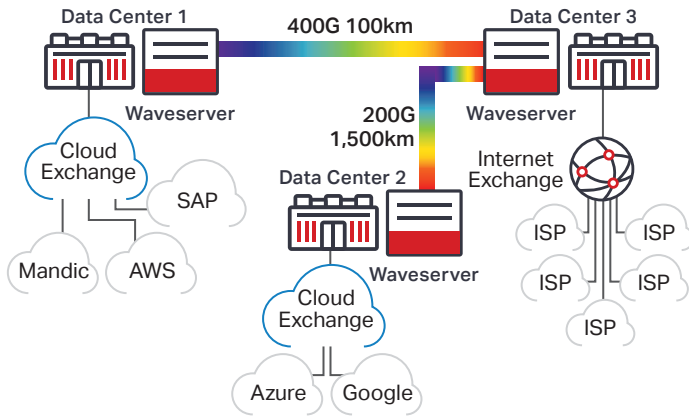 Data Center 1
400G 100km
Data Center 3
Waveserver
Waveserver
200G
1,500km
Cloud
Exchange
Internet
Exchange
SAP
Data Center 2
Mandic
AWS
Waveserver
ISP
ISP
ISP
ISP
ISP
Cloud
Exchange
Azure
Google